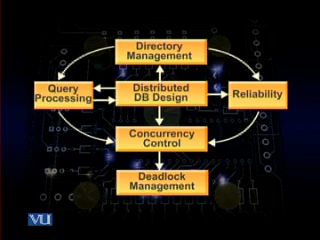 Directory
Management
Query
Processing
Distributed
DB Design
Reliability
Concurrency
Control
Deadlock
Management
VU